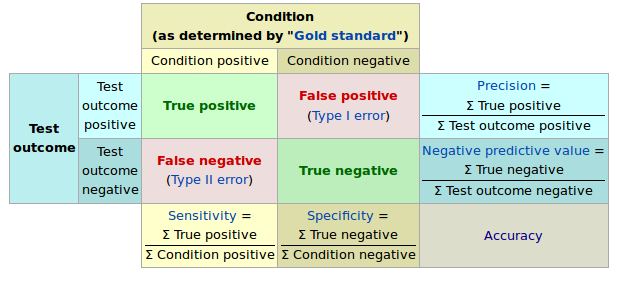 Condition
(as determined by "Gold standard")
Condition positive
Condition negative
Test
outcome
Test
outcome
positive
True positive
False positive
(Type I error)
Precision =
Σ True positive
Σ Test outcome positive
Test
outcome
negative
False negative
(Type II error)
True negative
Negative predictive value =
Σ True negative
Σ Test outcome negative
Sensitivity =
Σ True positive
Σ Condition positive
Specificity =
Σ True negative
Σ Condition negative
Accuracy